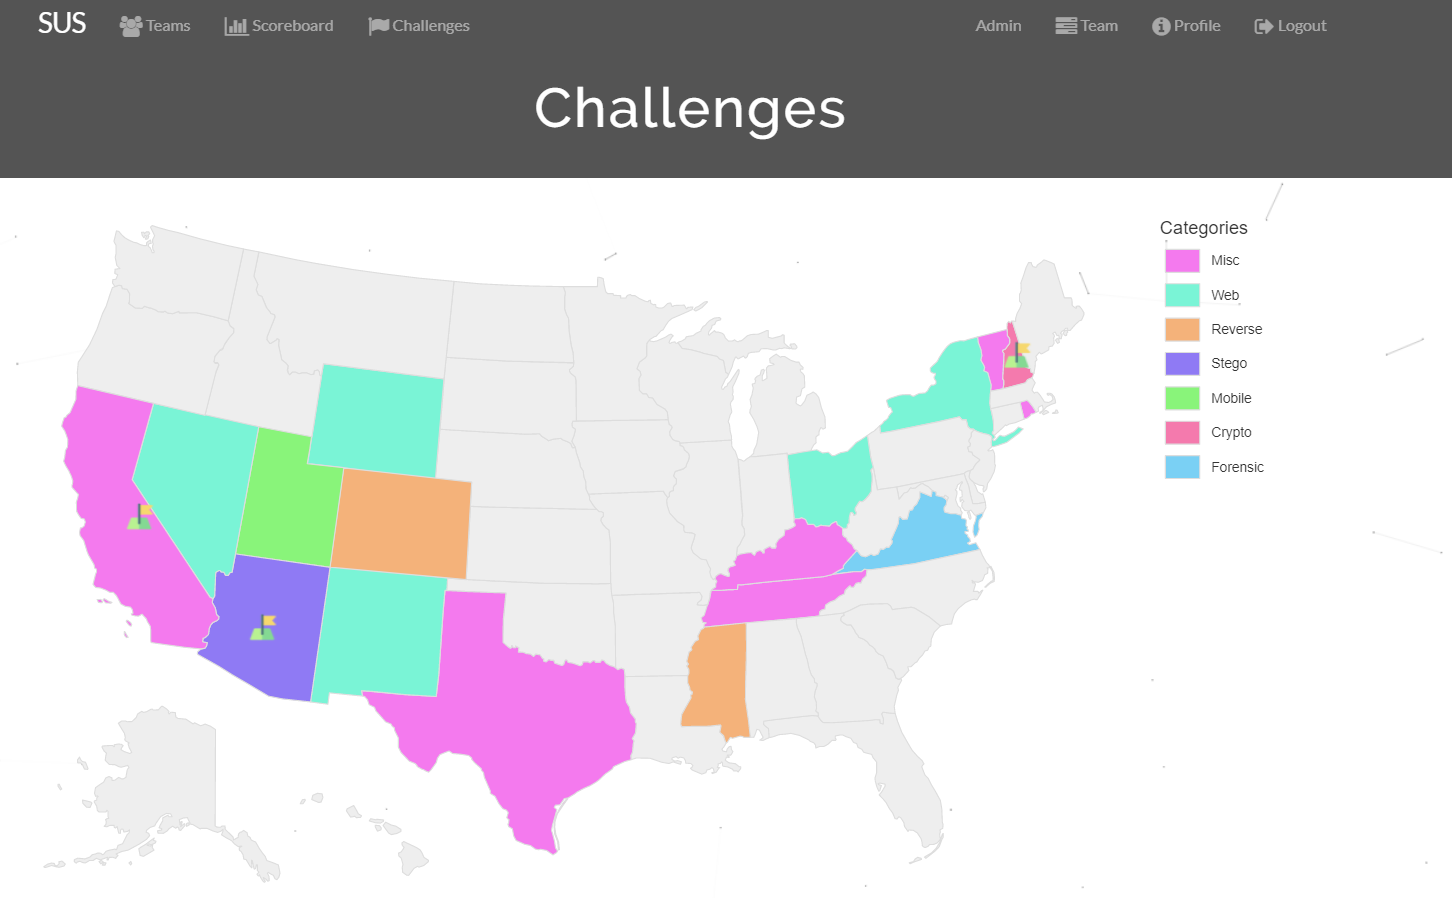 SUS Teams Scoreboard Challenges Admin Team Profile Logout
Challenges
Categories
Misc
Web
Reverse
Stego
Mobile
Crypto
Forensic